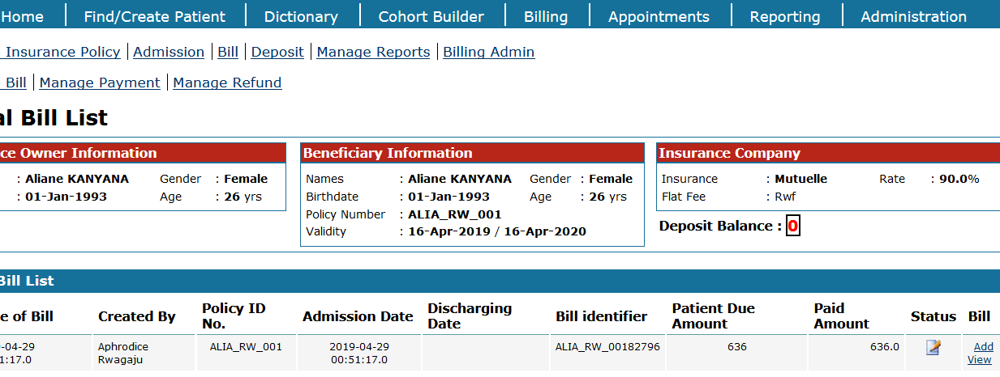 Home Find/Create Patient Dictionary Cohort Builder Billing Appointments Reporting Administration
Insurance Policy Admission Bill Deposit Manage Reports Billing Admin
Bill Manage Payment Manage Refund
al Bill List
ce Owner Information
: Aliane KANYANA Gender : Female
: 01-Jan-1993 Age : 26 yrs
Beneficiary Information
Names : Aliane KANYANA Gender : Female
Birthdate : 01-Jan-1993 Age : 26 yrs
Policy Number : ALIA_RW_001
Validity : 16-Apr-2019 / 16-Apr-2020
Insurance Company
Insurance : Mutuelle Rate : 90.0%
Flat Fee : Rwf
Deposit Balance : 0
Bill List
e of Bill Created By Policy ID No. Admission Date Discharging Date Bill identifier Patient Due Amount Paid Amount Status Bill
-04-29 Aphrodice ALIA_RW_001 2019-04-29 ALIA_RW_00182796 636 636.0 Add
1:17.0 Rwagaju 00:51:17.0 View